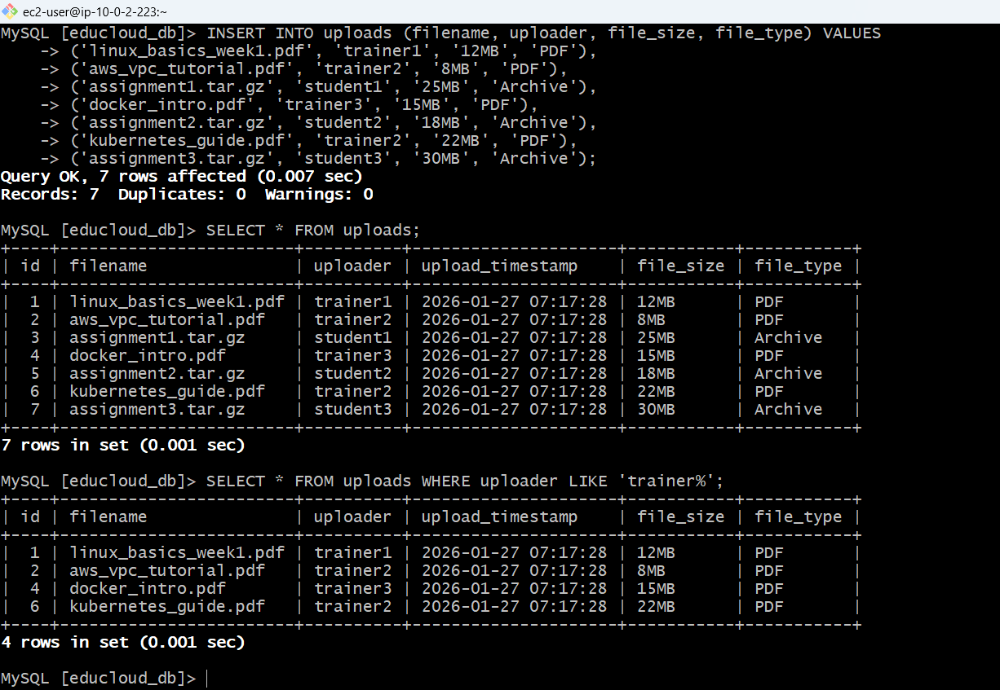 ec2-user@ip-10-0-2-223:~
MySQL [educloud_db]> INSERT INTO uploads (filename, uploader, file_size, file_type) VALUES
    -> ('linux_basics_week1.pdf', 'trainer1', '12MB', 'PDF'),
    -> ('aws_vpc_tutorial.pdf', 'trainer2', '8MB', 'PDF'),
    -> ('assignment1.tar.gz', 'student1', '25MB', 'Archive'),
    -> ('docker_intro.pdf', 'trainer3', '15MB', 'PDF'),
    -> ('assignment2.tar.gz', 'student2', '18MB', 'Archive'),
    -> ('kubernetes_guide.pdf', 'trainer2', '22MB', 'PDF'),
    -> ('assignment3.tar.gz', 'student3', '30MB', 'Archive');
Query OK, 7 rows affected (0.007 sec)
Records: 7  Duplicates: 0  Warnings: 0
MySQL [educloud_db]> SELECT * FROM uploads;
+----+------------------------+----------+---------------------+-----------+-----------+
| id | filename               | uploader | upload_timestamp    | file_size | file_type |
+----+------------------------+----------+---------------------+-----------+-----------+
|  1 | linux_basics_week1.pdf | trainer1 | 2026-01-27 07:17:28 | 12MB      | PDF       |
|  2 | aws_vpc_tutorial.pdf   | trainer2 | 2026-01-27 07:17:28 | 8MB       | PDF       |
|  3 | assignment1.tar.gz     | student1 | 2026-01-27 07:17:28 | 25MB      | Archive   |
|  4 | docker_intro.pdf       | trainer3 | 2026-01-27 07:17:28 | 15MB      | PDF       |
|  5 | assignment2.tar.gz     | student2 | 2026-01-27 07:17:28 | 18MB      | Archive   |
|  6 | kubernetes_guide.pdf   | trainer2 | 2026-01-27 07:17:28 | 22MB      | PDF       |
|  7 | assignment3.tar.gz     | student3 | 2026-01-27 07:17:28 | 30MB      | Archive   |
+----+------------------------+----------+---------------------+-----------+-----------+
7 rows in set (0.001 sec)
MySQL [educloud_db]> SELECT * FROM uploads WHERE uploader LIKE 'trainer%';
+----+------------------------+----------+---------------------+-----------+-----------+
| id | filename               | uploader | upload_timestamp    | file_size | file_type |
+----+------------------------+----------+---------------------+-----------+-----------+
|  1 | linux_basics_week1.pdf | trainer1 | 2026-01-27 07:17:28 | 12MB      | PDF       |
|  2 | aws_vpc_tutorial.pdf   | trainer2 | 2026-01-27 07:17:28 | 8MB       | PDF       |
|  4 | docker_intro.pdf       | trainer3 | 2026-01-27 07:17:28 | 15MB      | PDF       |
|  6 | kubernetes_guide.pdf   | trainer2 | 2026-01-27 07:17:28 | 22MB      | PDF       |
+----+------------------------+----------+---------------------+-----------+-----------+
4 rows in set (0.001 sec)
MySQL [educloud_db]>